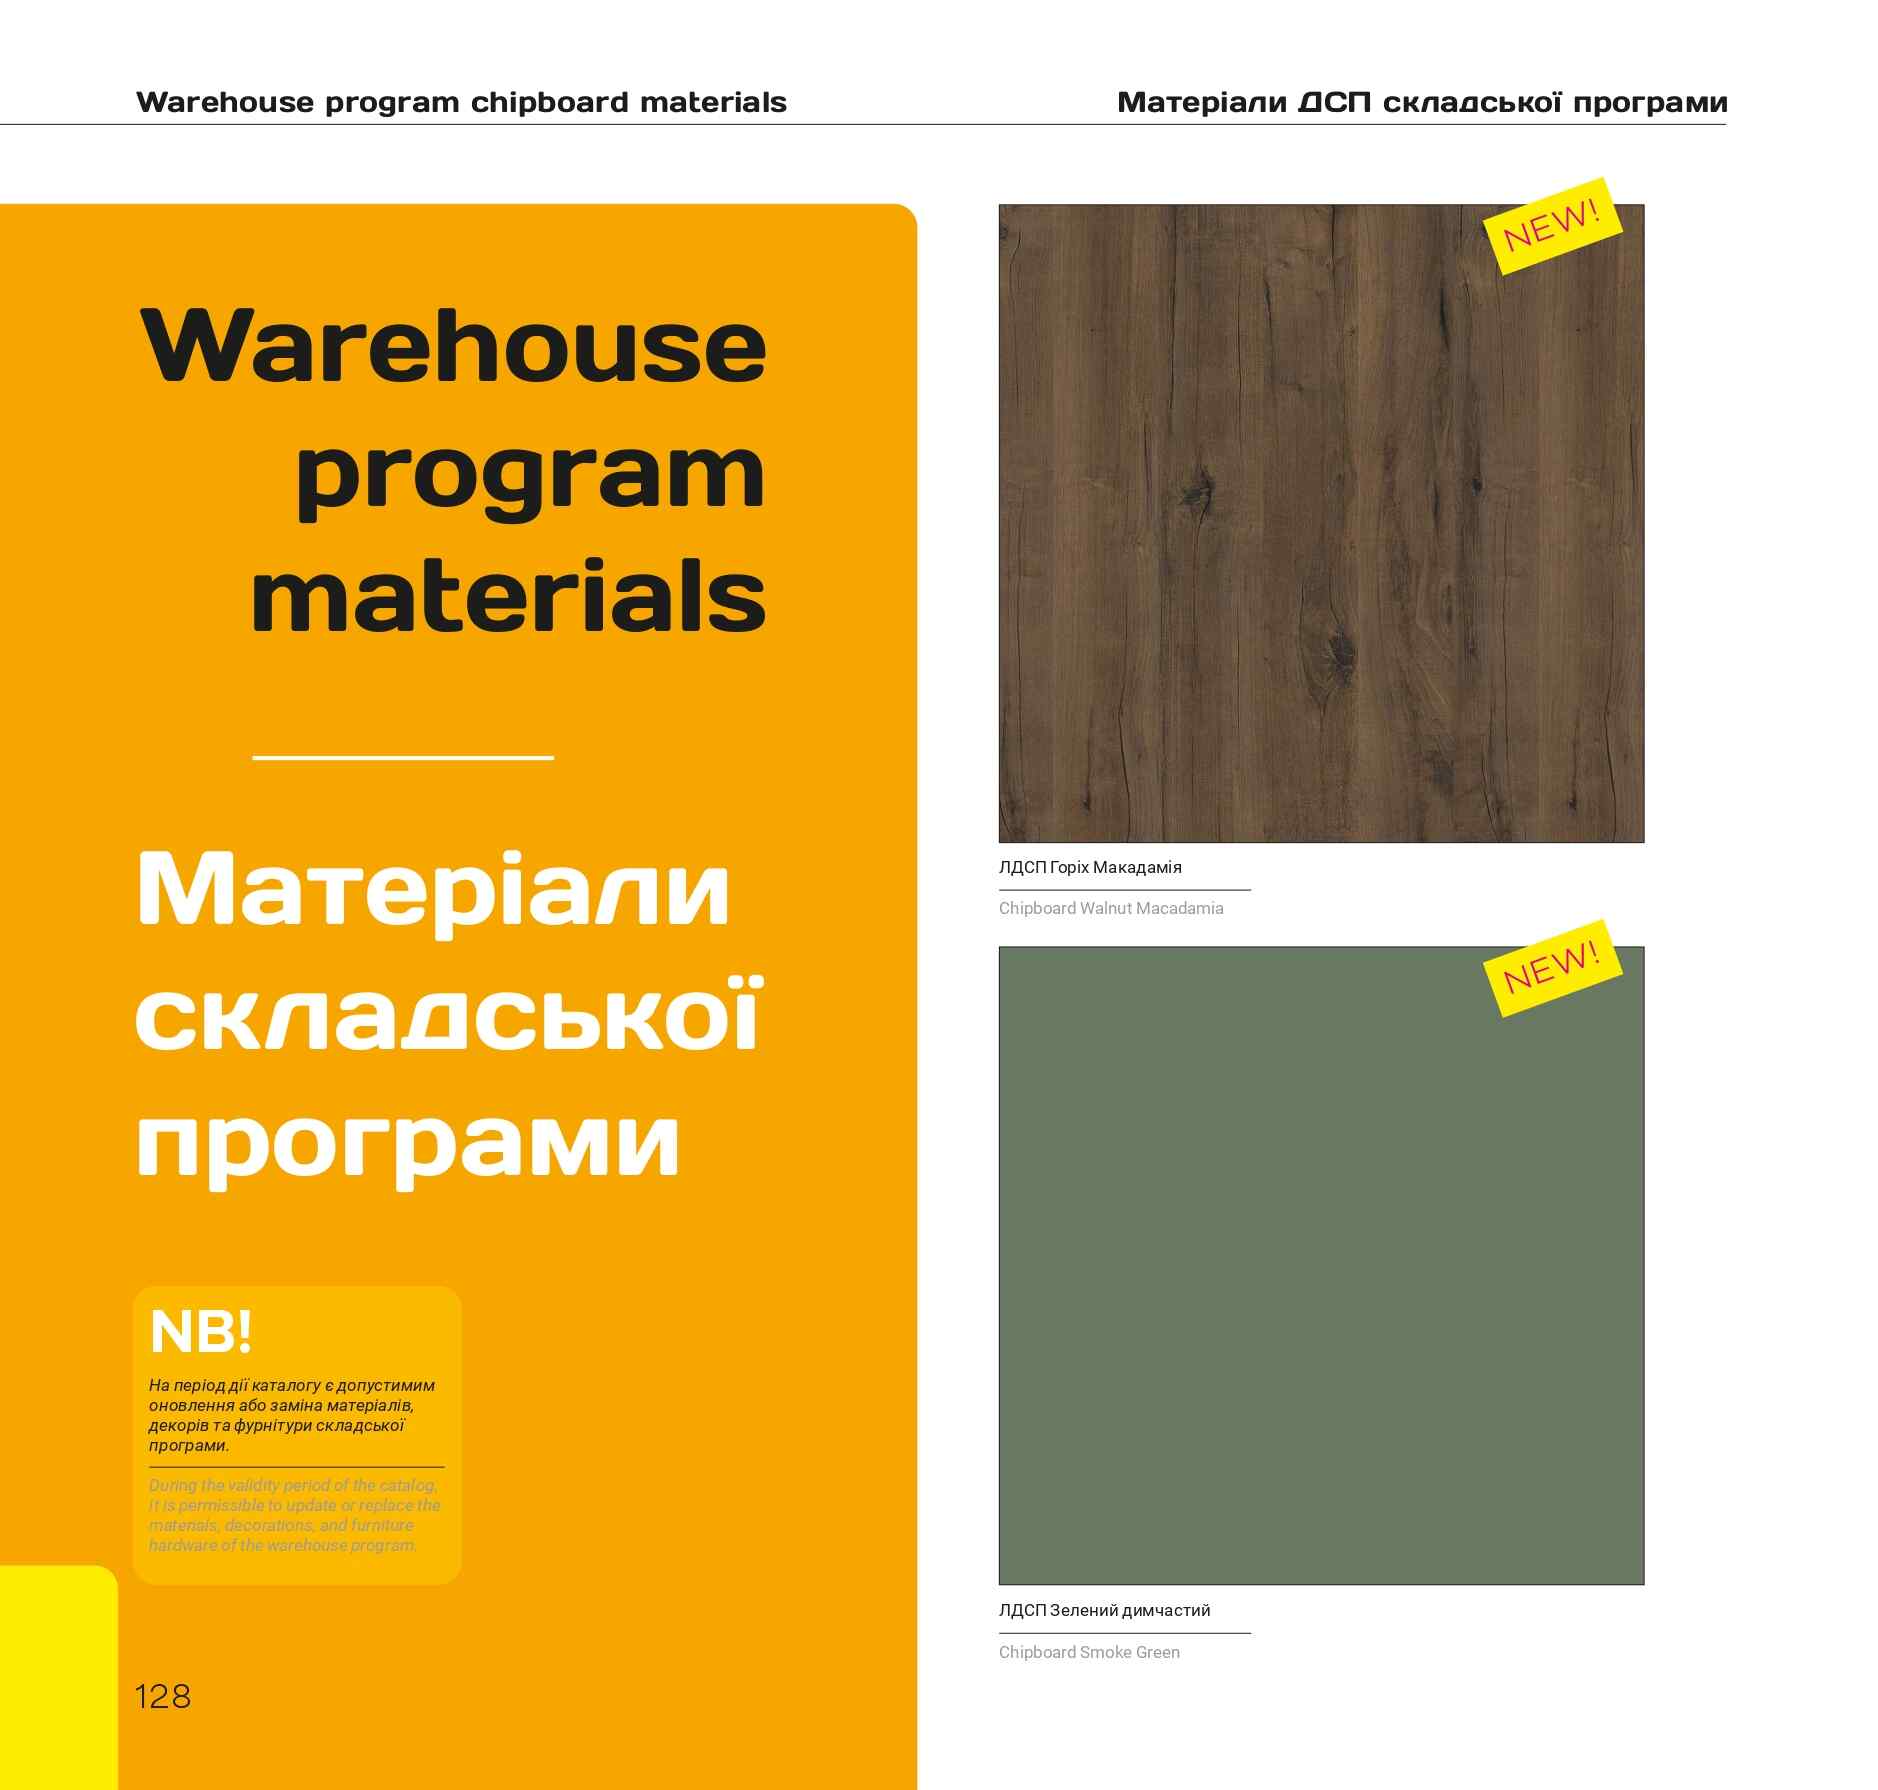 Warehouse program chipboard materials
Матеріали ДСП складської програми
Warehouse
program
materials
Матеріали
складської
програми
NB!
На період дії каталогу є допустимим
оновлення або заміна матеріалів,
декорів та фурнітури складської
програми.
During the validity period of the catalog,
it is permissible to update or replace the
materials, decorations, and furniture
hardware of the warehouse program.
128
NEW!
ЛДСП Горіх Макадамія
Chipboard Walnut Macadamia
NEW!
ЛДСП Зелений димчастий
Chipboard Smoke Green